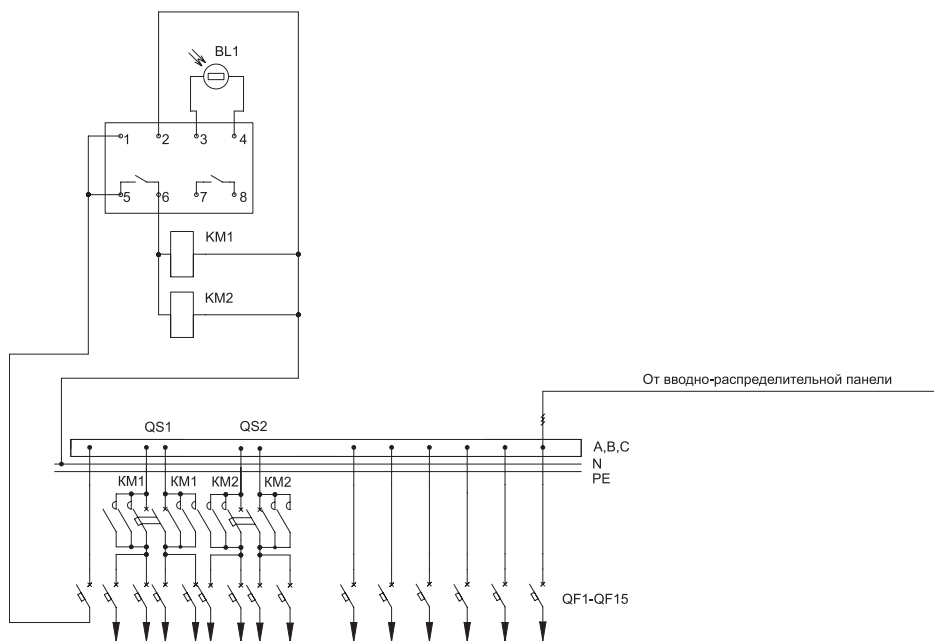 BL1
1 2 3 4
5 6 7 8
KM1
KM2
От вводно-распределительной панели
QS1 QS2
A,B,C
N
PE
KM1 KM1 KM2 KM2
QF1-QF15